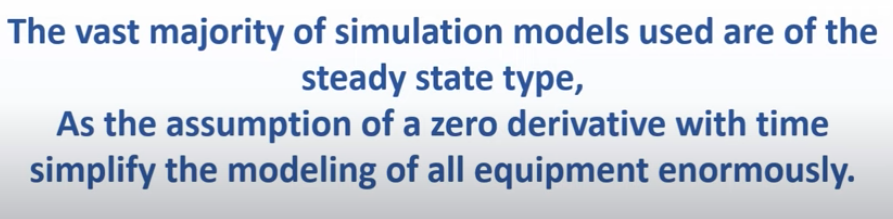 The vast majority of simulation models used are of the
steady state type,
As the assumption of a zero derivative with time
simplify the modeling of all equipment enormously.